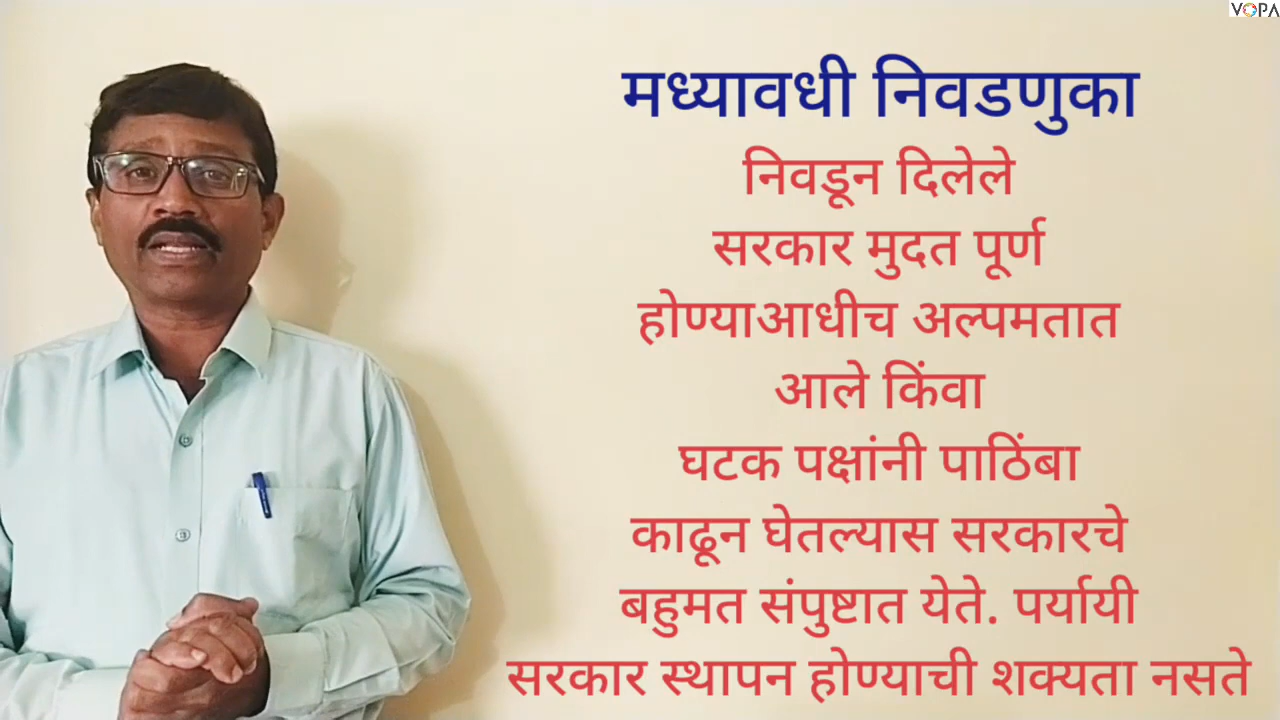 VOPA
मध्यावधी निवडणुका
निवडून दिलेले
सरकार मुदत पूर्ण
होण्याआधीच अल्पमतात
आले किंवा
घटक पक्षांनी पाठिंबा
काढून घेतल्यास सरकारचे
बहुमत संपुष्टात येते. पर्यायी
सरकार स्थापन होण्याची शक्यता नसते